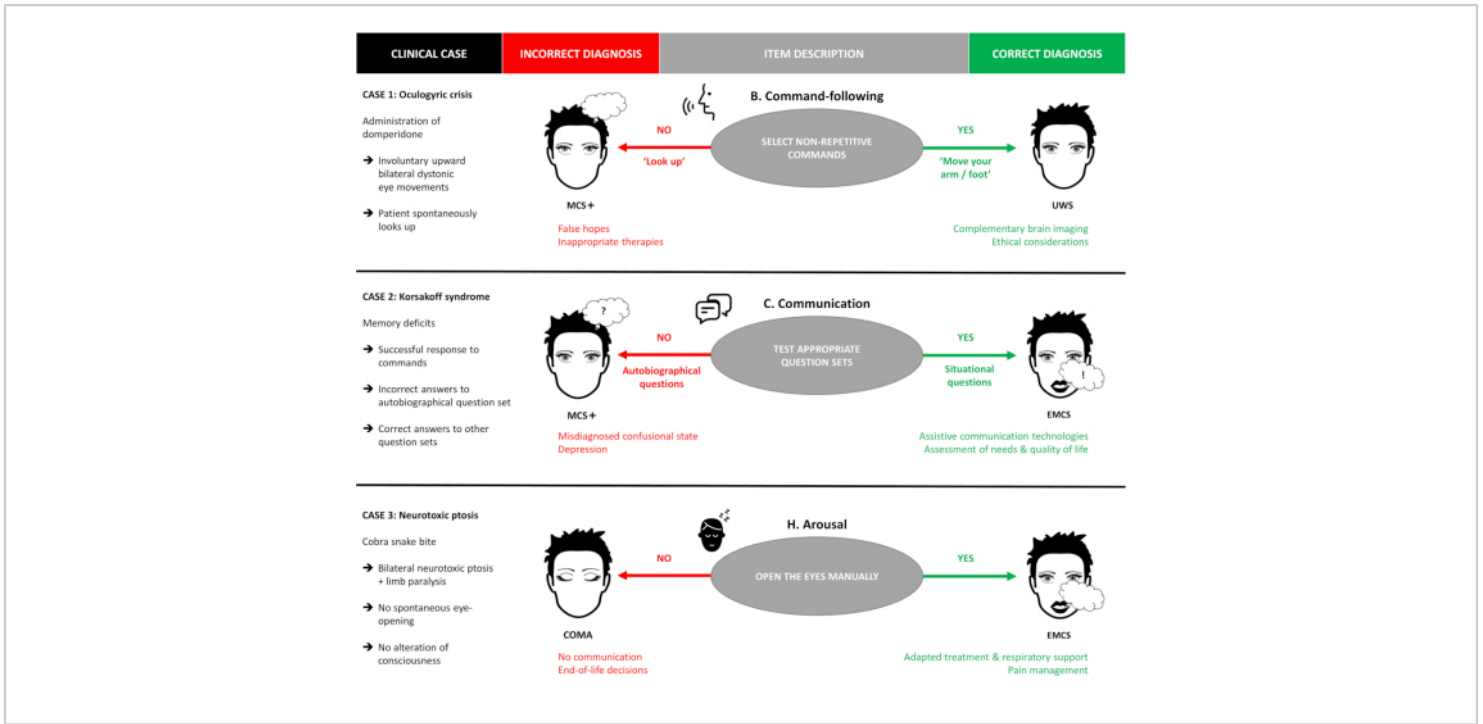 CLINICAL CASE
INCORRECT DIAGNOSIS
ITEM DESCRIPTION
CORRECT DIAGNOSIS
CASE 1: Oculogyric crisis
Administration of
domperidone
➔ Involuntary upward
bilateral dystonic
eye movements
➔ Patient spontaneously
looks up
MCS+
False hopes
Inappropriate therapies
B. Command-following
NO
'Look up'
SELECT NON-REPETITIVE
COMMANDS
YES
'Move your
arm / foot'
UWS
Complementary brain imaging
Ethical considerations
CASE 2: Korsakoff syndrome
Memory deficits
➔ Successful response to
commands
➔ Incorrect answers to
autobiographical question set
➔ Correct answers to other
question sets
?
MCS+
Misdiagnosed confusional state
Depression
C. Communication
NO
Autobiographical
questions
TEST APPROPRIATE
QUESTION SETS
YES
Situational
questions
!
EMCS
Assistive communication technologies
Assessment of needs & quality of life
CASE 3: Neurotoxic ptosis
Cobra snake bite
➔ Bilateral neurotoxic ptosis
+ limb paralysis
➔ No spontaneous eye-
opening
➔ No alteration of
consciousness
COMA
No communication
End-of-life decisions
z z z
H. Arousal
NO
OPEN THE EYES MANUALLY
YES
EMCS
Adapted treatment & respiratory support
Pain management